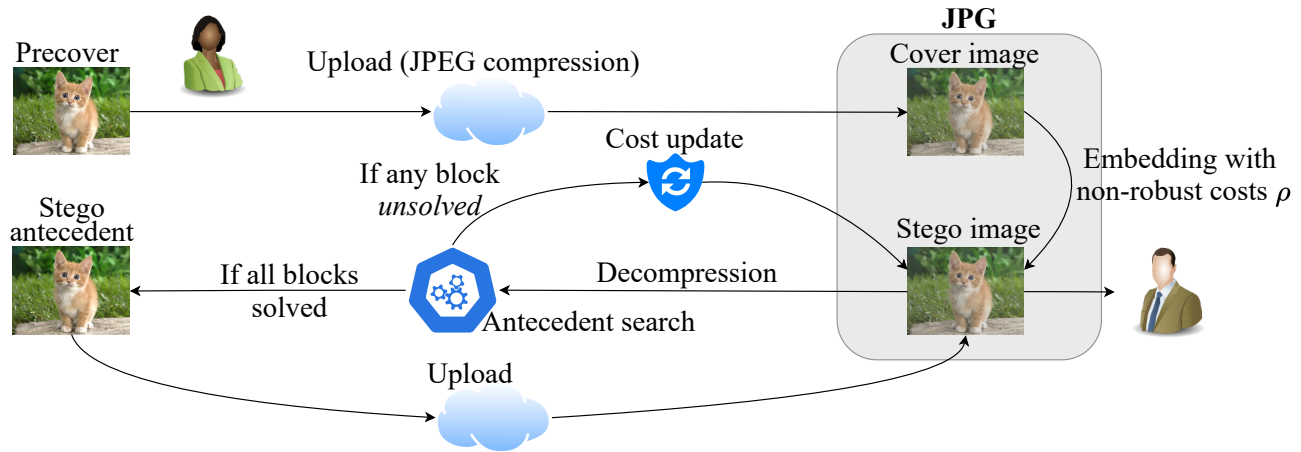 JPG
Precover
Upload (JPEG compression)
Cover image
Cost update
If any block
unsolved
Embedding with
non-robust costs ρ
Stego
antecedent
Stego image
If all blocks
solved
Decompression
Antecedent search
Upload